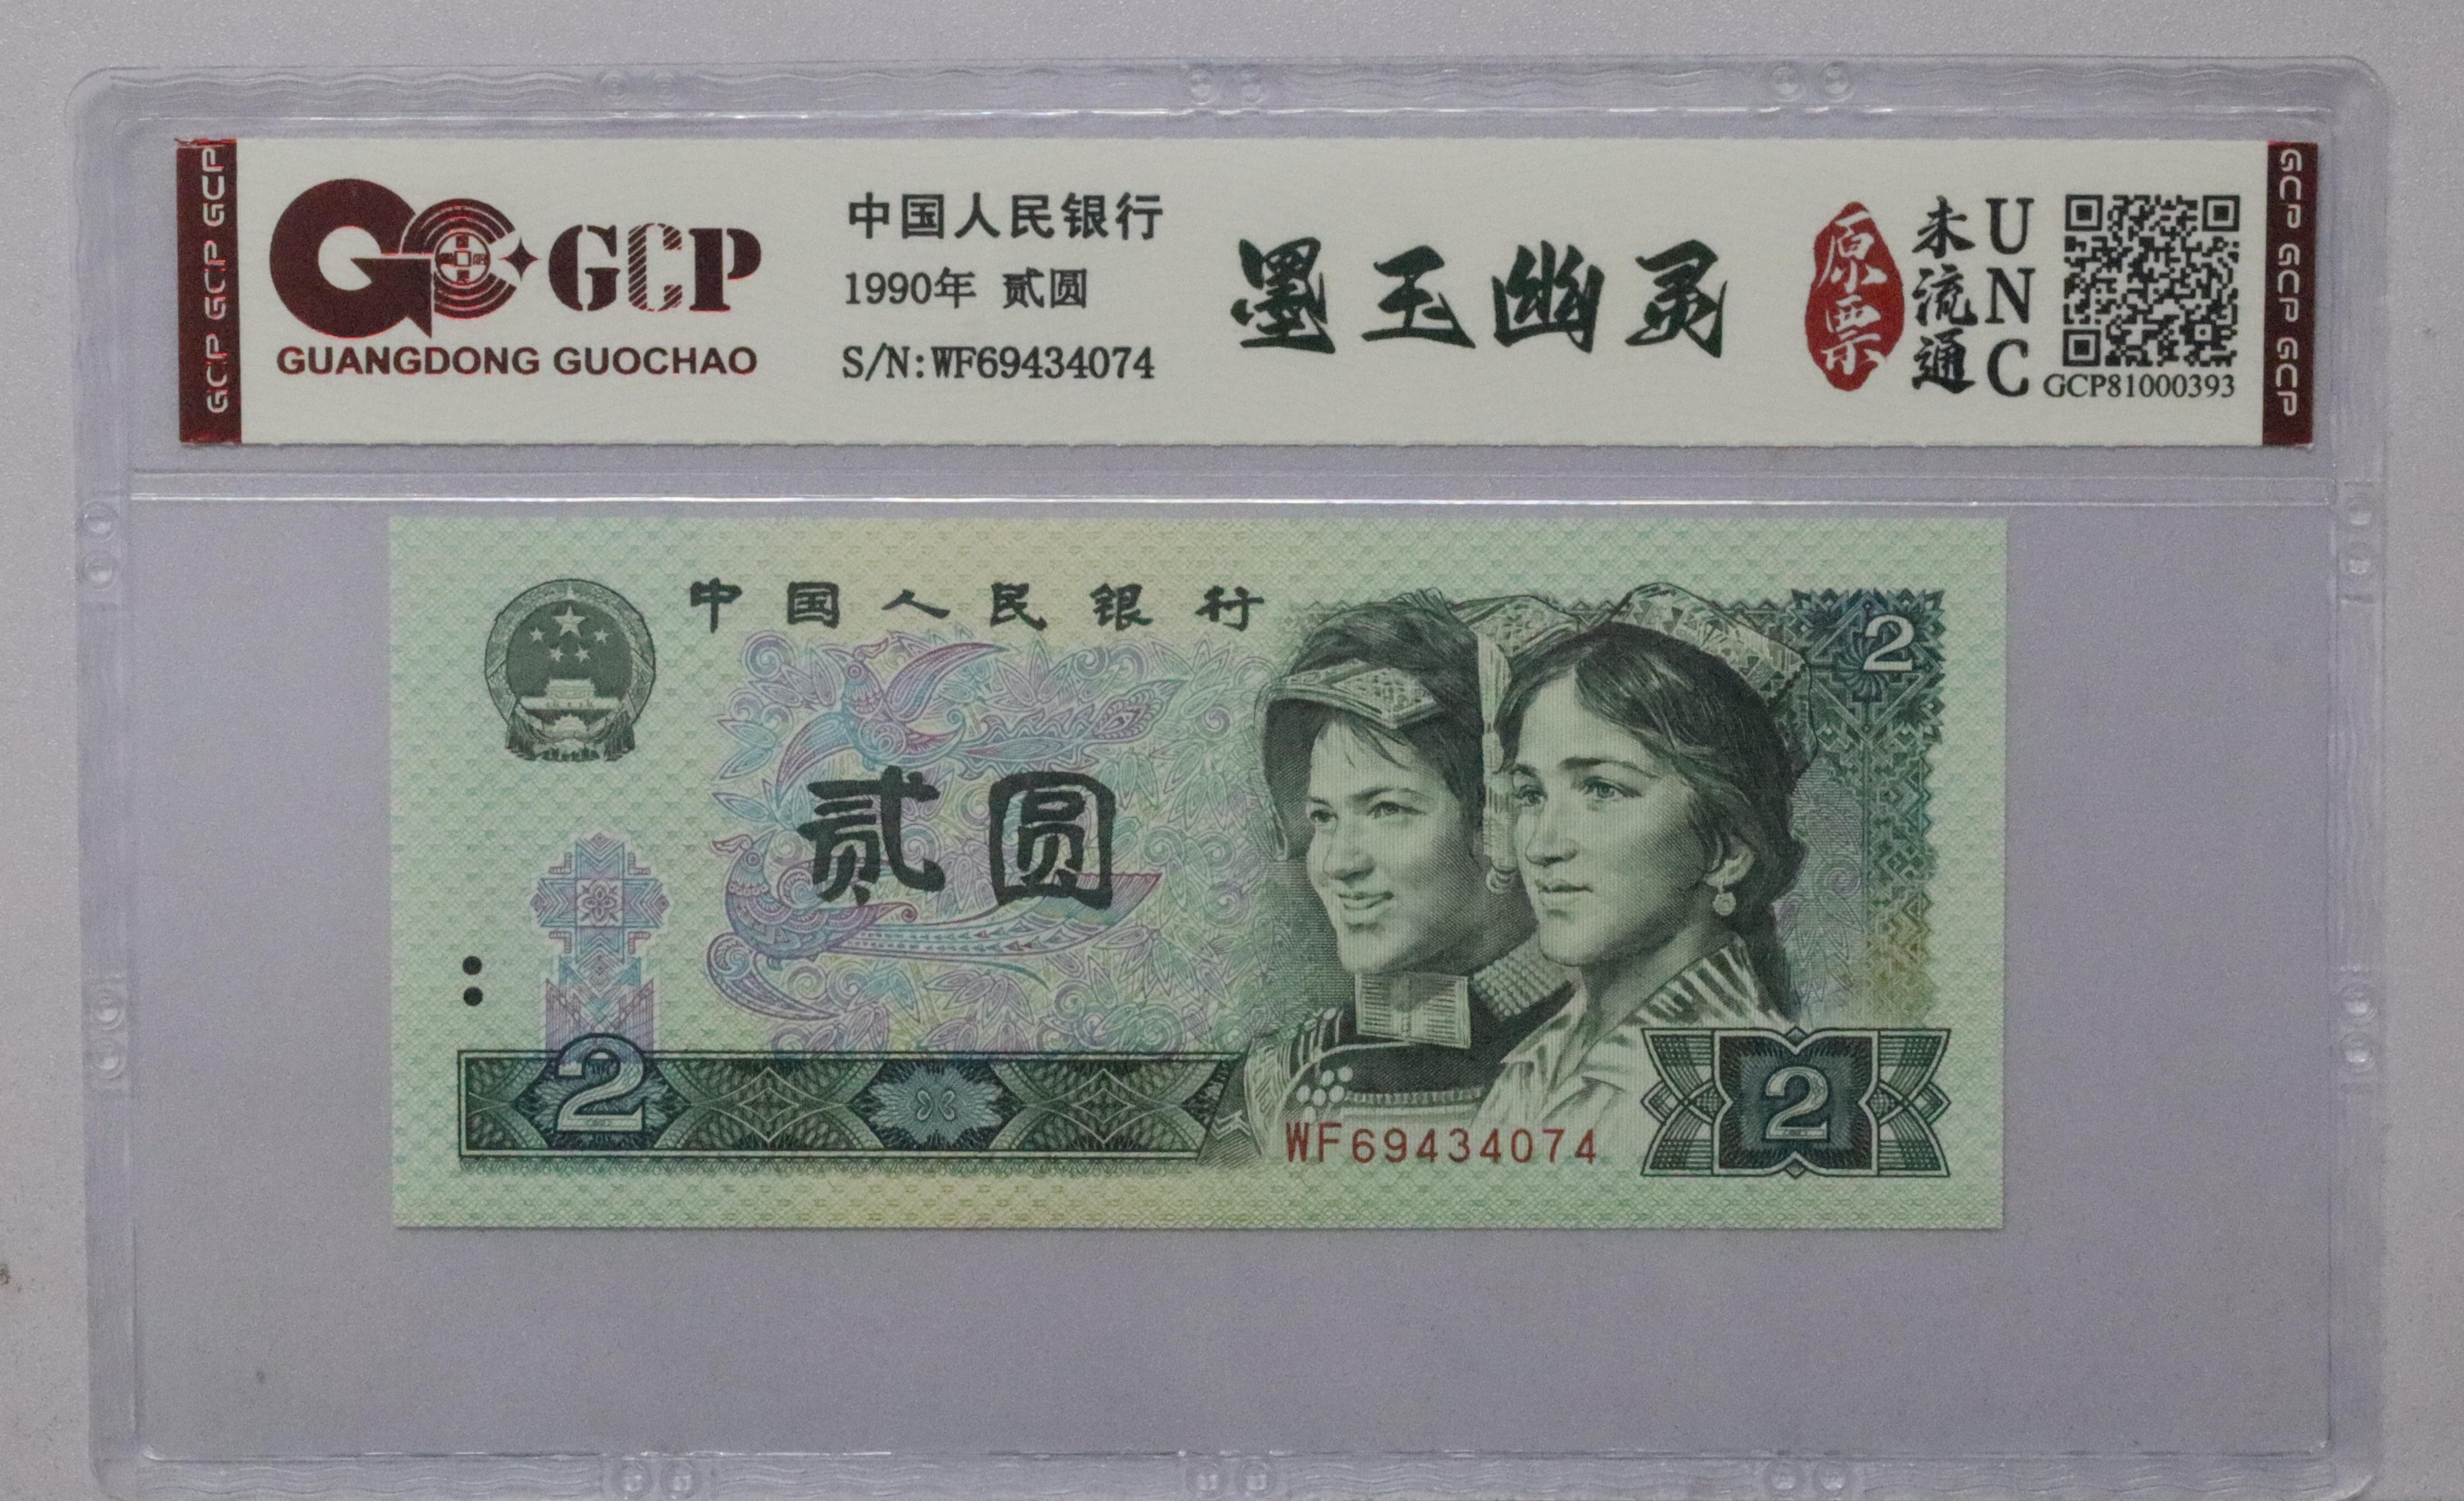 GCP GCP GCP
GCP
GUANGDONG GUOCHAO
中国人民银行
1990年 贰圆
S/N:WF69434074
墨玉幽灵
原票
未流通
UNC
GCP81000393
GCP GCP GCP
中国人民银行
2
贰圆
2
WF69434074
2